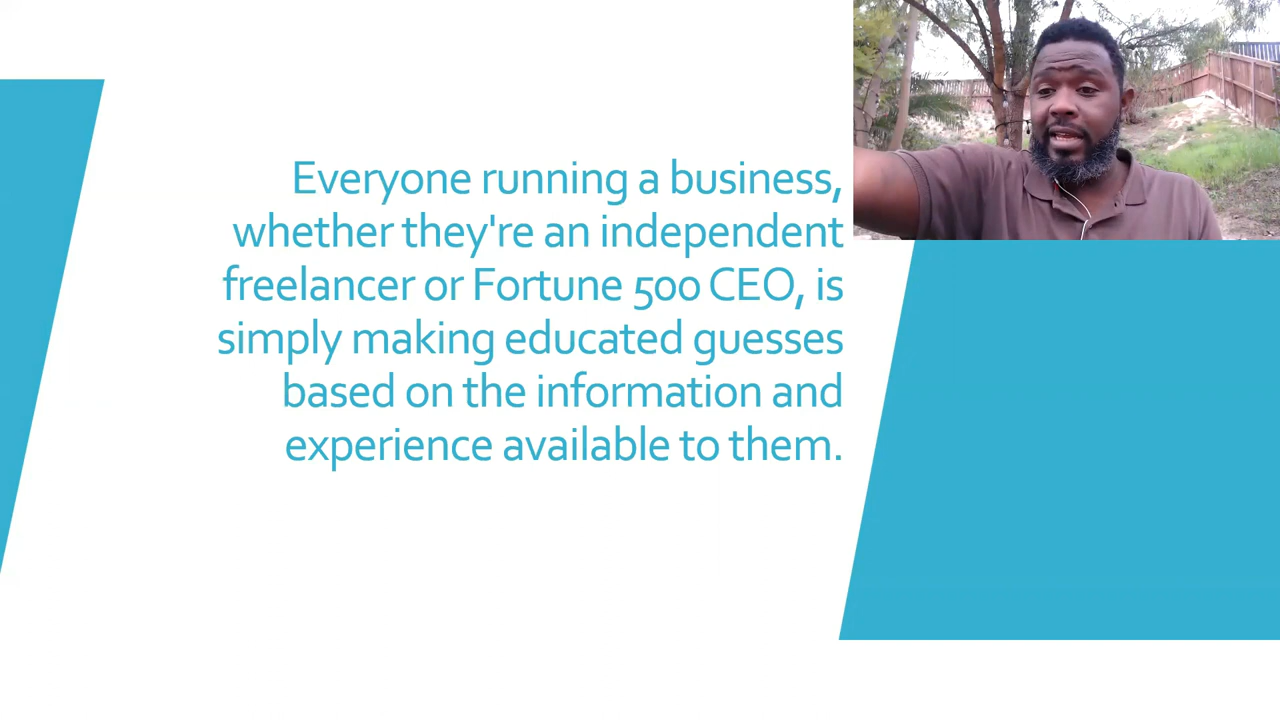 Everyone running a business,
whether they're an independent
freelancer or Fortune 500 CEO, is
simply making educated guesses
based on the information and
experience available to them.